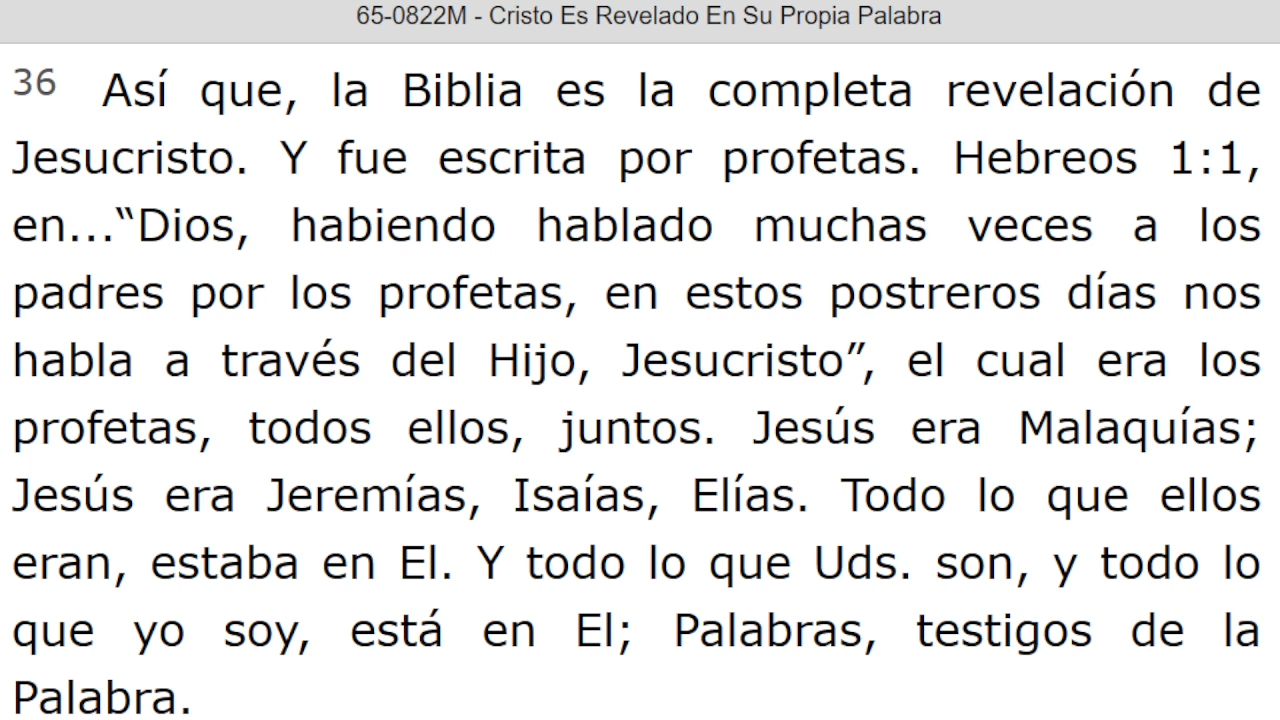 65-0822M - Cristo Es Revelado En Su Propia Palabra
36 Así que, la Biblia es la completa revelación de
Jesucristo. Y fue escrita por profetas. Hebreos 1:1,
en...“Dios, habiendo hablado muchas veces a los
padres por los profetas, en estos postreros días nos
habla a través del Hijo, Jesucristo”, el cual era los
profetas, todos ellos, juntos. Jesús era Malaquías;
Jesús era Jeremías, Isaías, Elías. Todo lo que ellos
eran, estaba en El. Y todo lo que Uds. son, y todo lo
que yo soy, está en El; Palabras, testigos de la
Palabra.